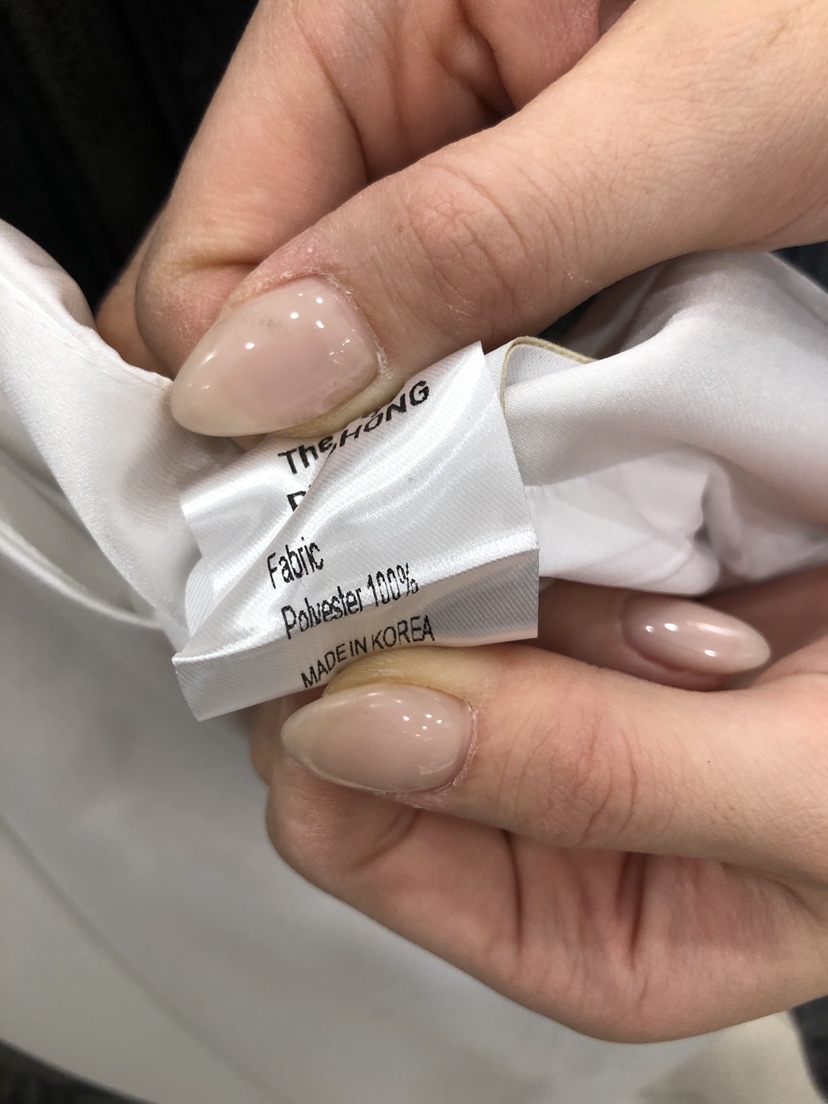 The
HONG
Fabric
Polyester 100%
MADE IN KOREA